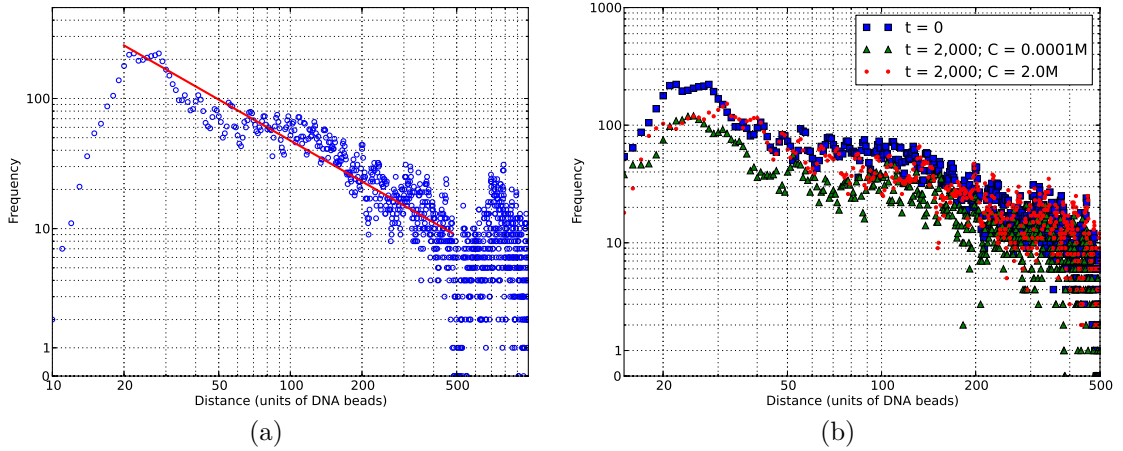 100
10
1
0
10
20
50
100
200
500
Frequency
Distance (units of DNA beads)
(a)
1000
100
10
1
0
20
50
100
200
500
Frequency
Distance (units of DNA beads)
t = 0
t = 2,000; C = 0.0001M
t = 2,000; C = 2.0M
(b)